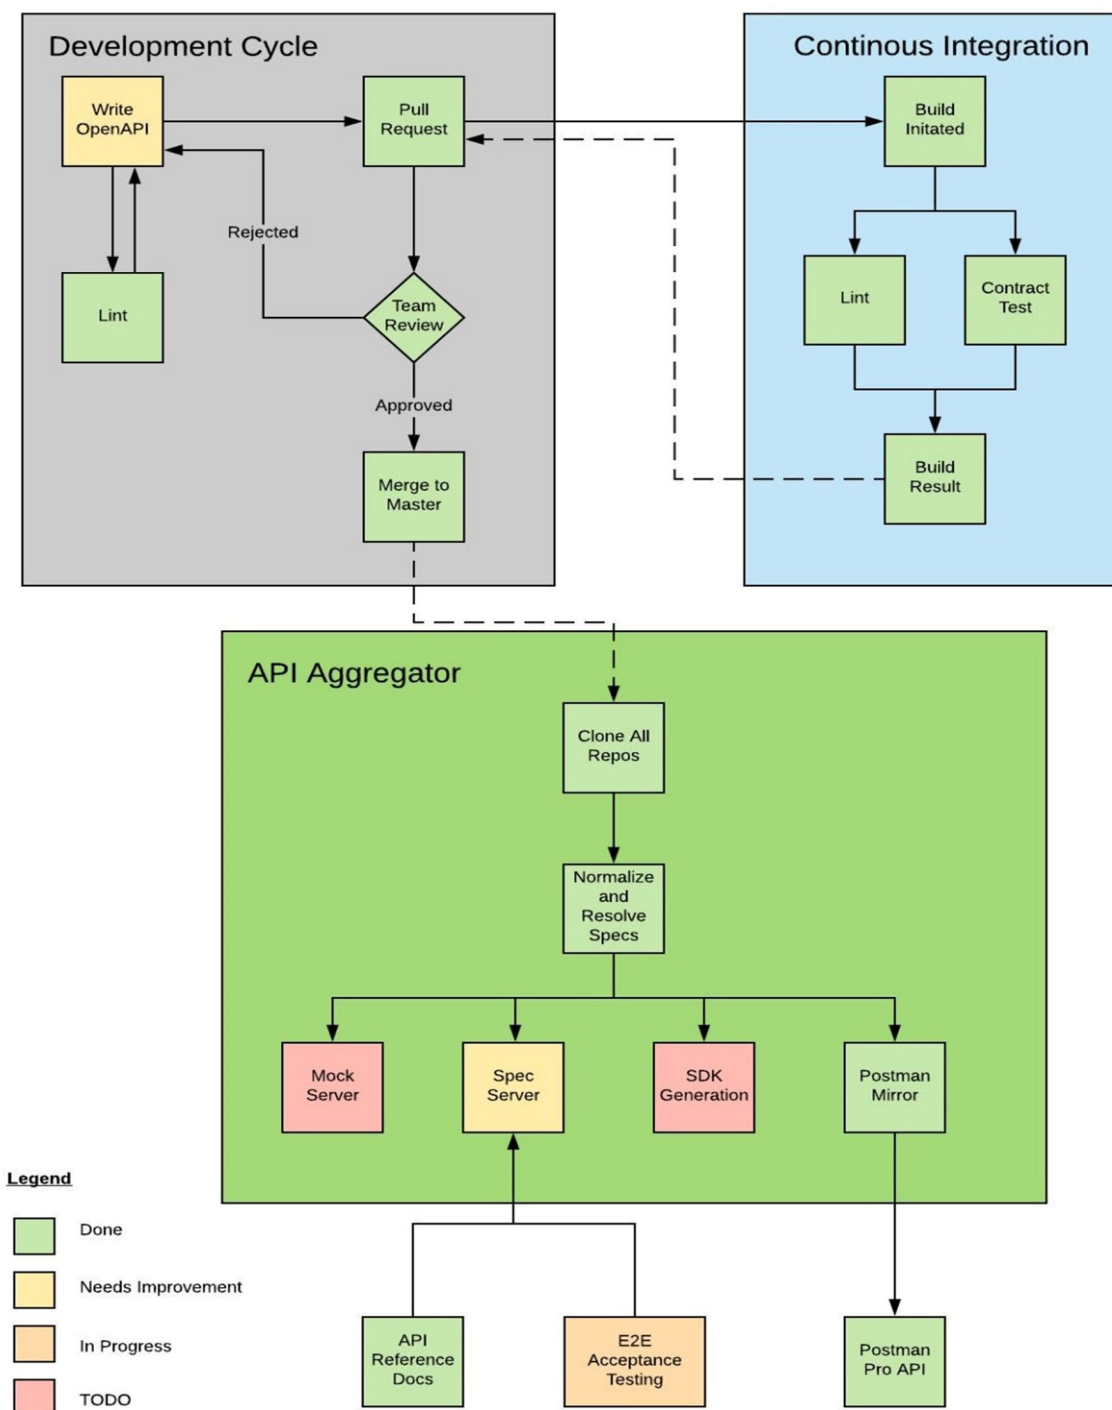 Development Cycle
Write
OpenAPI
Pull
Request
Rejected
Lint
Team
Review
Approved
Merge to
Master
Continous Integration
Build
Initated
Lint
Contract
Test
Build
Result
API Aggregator
Clone All
Repos
Normalize
and
Resolve
Specs
Mock
Server
Spec
Server
SDK
Generation
Postman
Mirror
Legend
Done
Needs Improvement
In Progress
TODO
API
Reference
Docs
E2E
Acceptance
Testing
Postman
Pro API